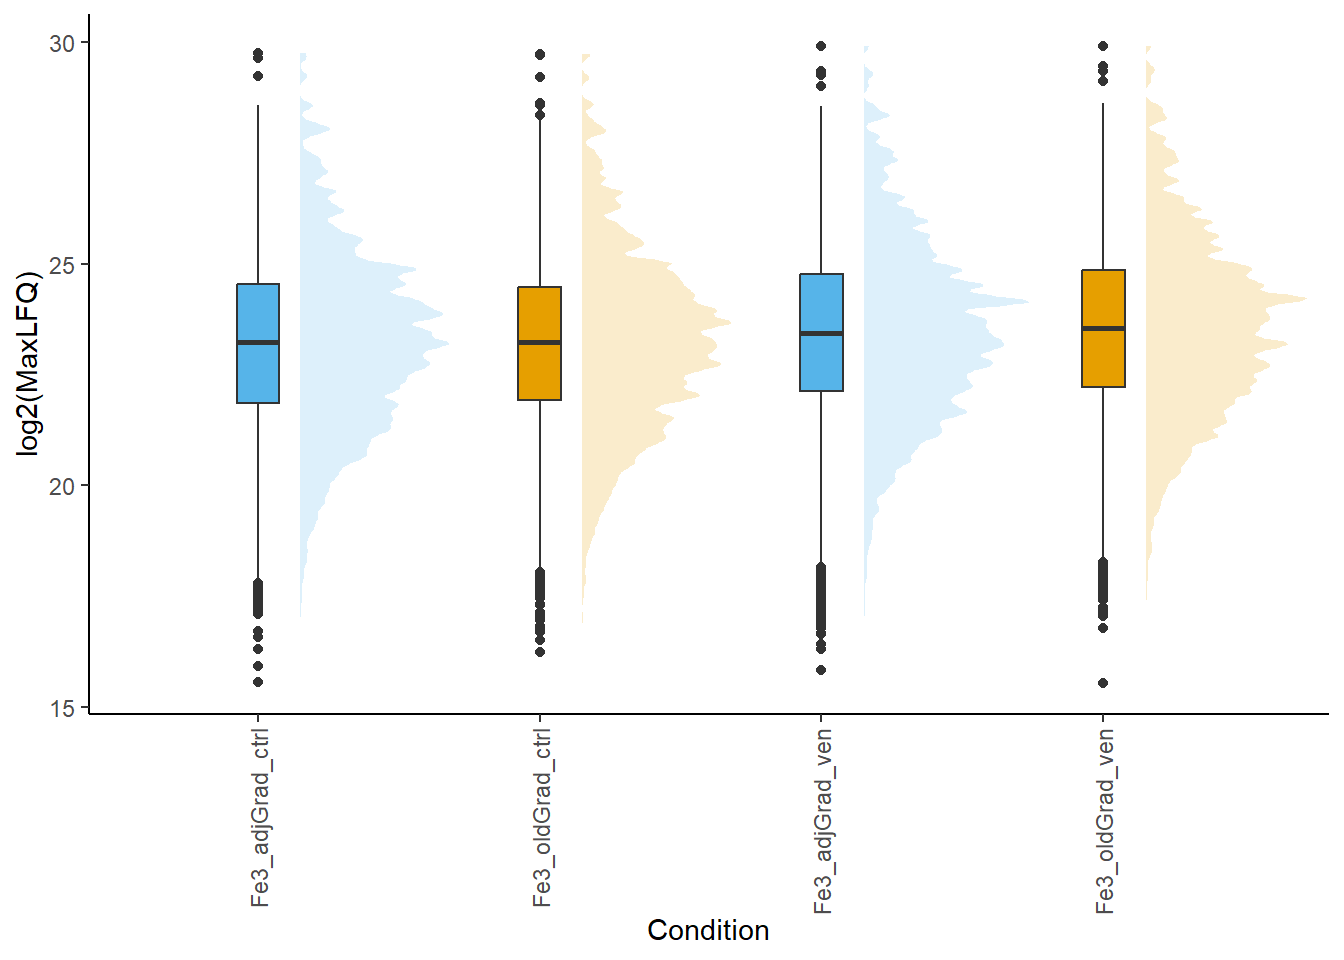 30
25
20
15
log2(MaxLFQ)
Fe3_adjGrad_ctrl
Fe3_oldGrad_ctrl
Fe3_adjGrad_ven
Fe3_oldGrad_ven
Condition